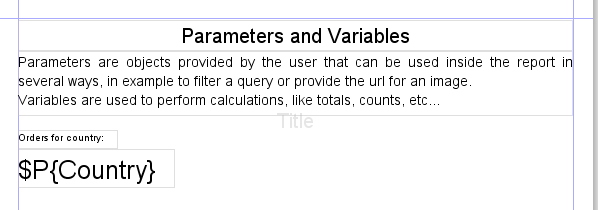 Parameters and Variables
Parameters are objects provided by the user that can be used inside the report in
several ways, in example to filter a query or provide the url for an image.
Variables are used to perform calculations, like totals, counts, etc...
Title
Orders for country:
$P{Country}